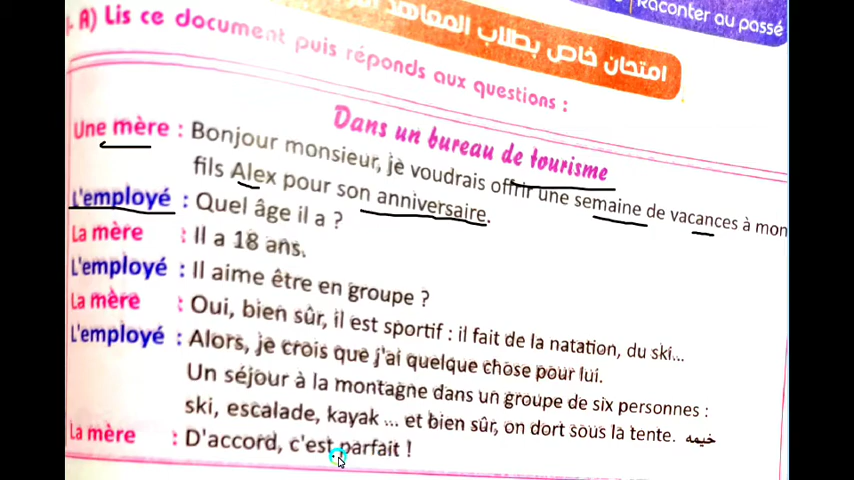 Raconter au passé
امتحان خاص بطلاب المعاهد
A) Lis ce document puis réponds aux questions :
Dans un bureau de tourisme
Une mère : Bonjour monsieur, je voudrais offrir une semaine de vacances à mon
fils Alex pour son anniversaire.
L'employé : Quel âge il a ?
La mère : Il a 18 ans.
L'employé : Il aime être en groupe ?
La mère : Oui, bien sûr, il est sportif : il fait de la natation, du ski...
L'employé : Alors, je crois que j'ai quelque chose pour lui.
Un séjour à la montagne dans un groupe de six personnes :
ski, escalade, kayak ... et bien sûr, on dort sous la tente. خيمه
La mère : D'accord, c'est parfait !